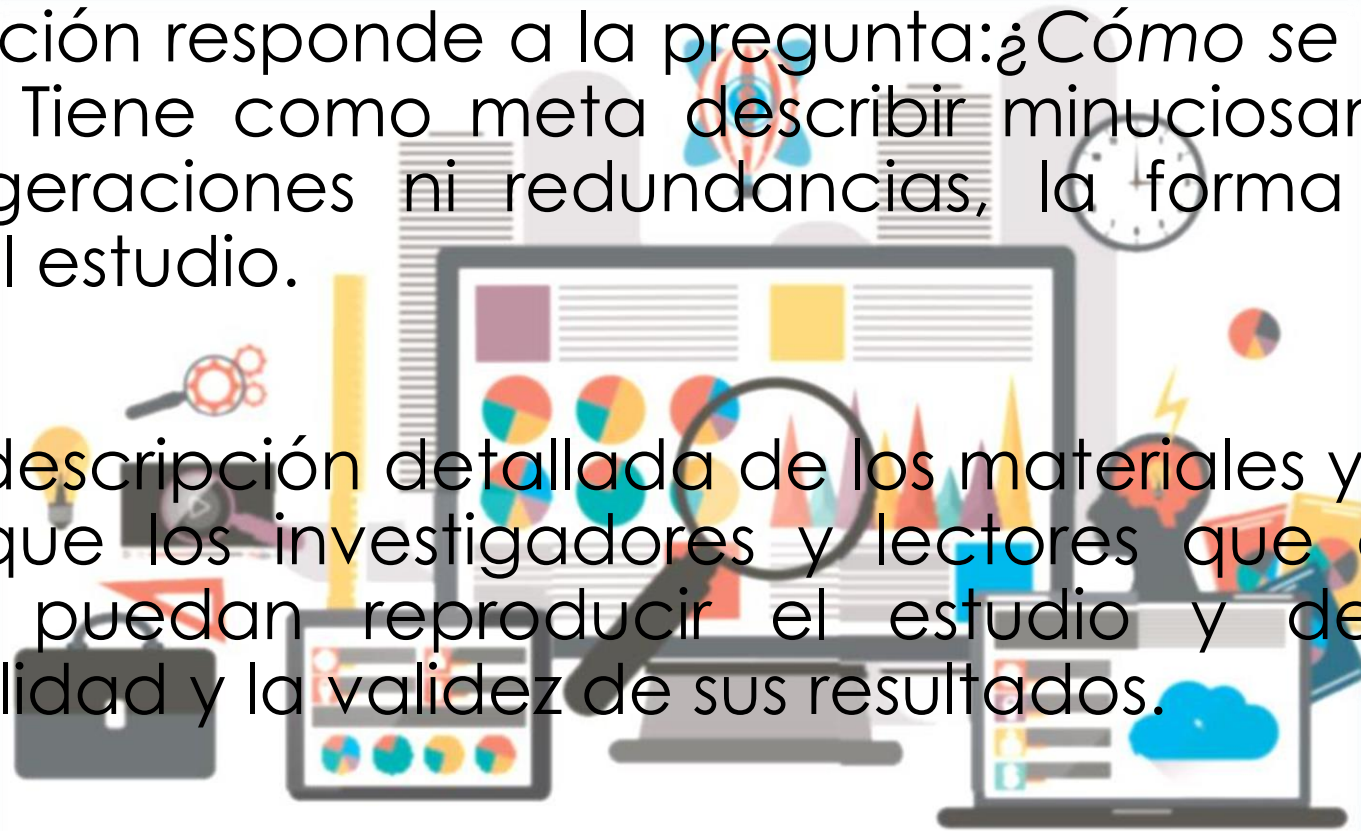 ción responde a la pregunta:¿Cómo se
Tiene como meta describir minuciosar
geraciones ni redundancias, la forma
l estudio.
descripción detallada de los materiales y
que los investigadores y lectores que
puedan reproducir el estudio y de
lidad y la validez de sus resultados.